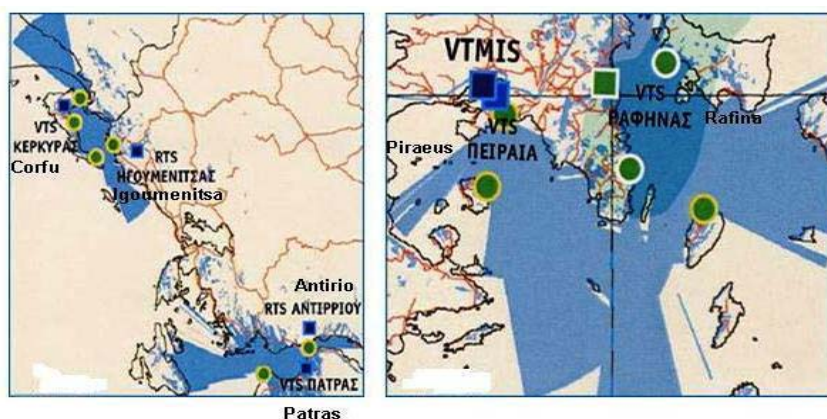 VTS
ΚΕΡΚΥΡΑΣ
Corfu
RTS
ΗΓΟΥΜΕΝΙΤΣΑΣ
Igoumenitsa
Antirio
RTS ΑΝΤΙΡΡΙΟΥ
VTS ΠΑΤΡΑΣ
Patras
VTMIS
VTS
ΠΕΙΡΑΙΑ
Piraeus
VTS
ΡΑΦΗΝΑΣ
Rafina